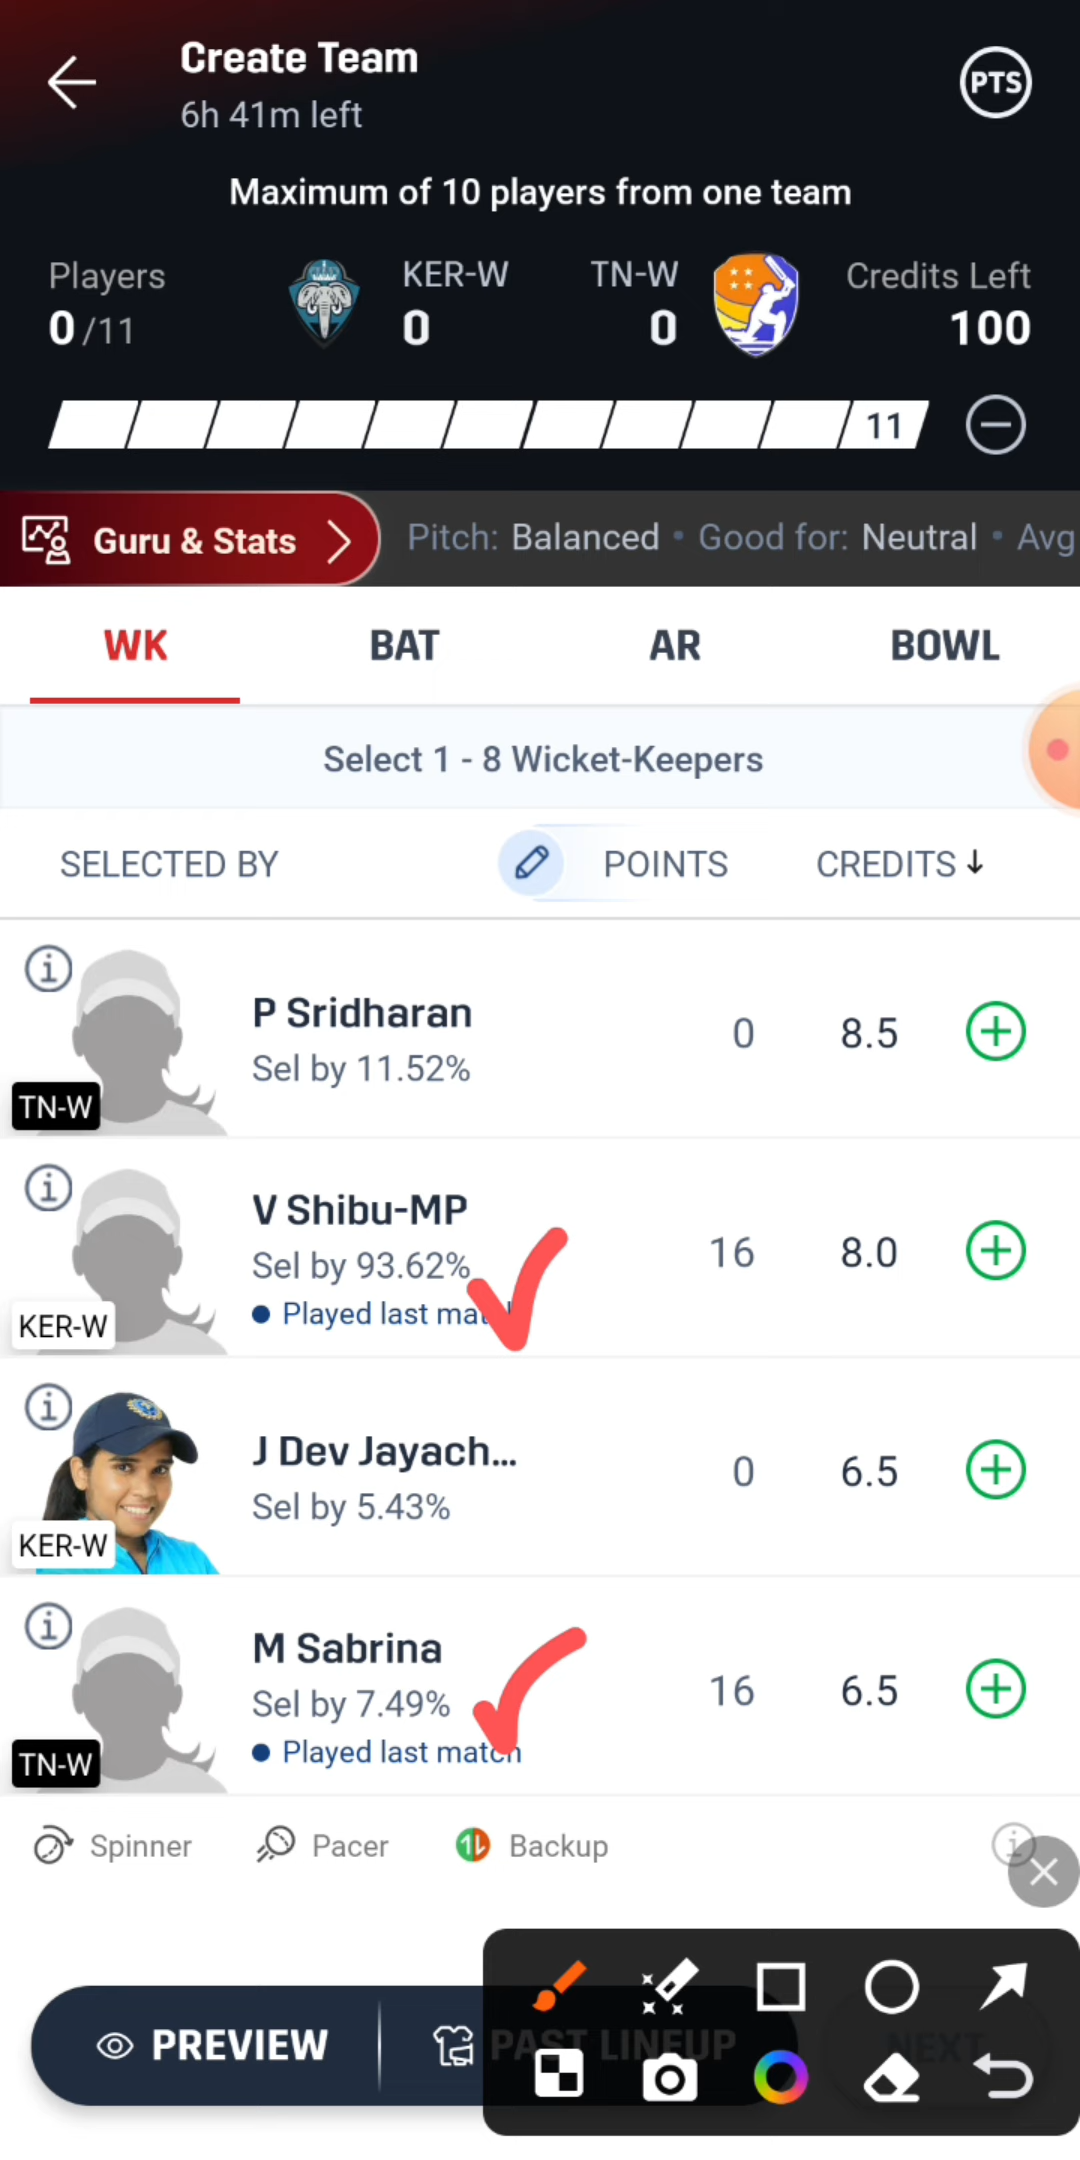 Create Team
6h 41m left
PTS
Maximum of 10 players from one team
Players
0/11
KER-W
0
TN-W
0
Credits Left
100
11
Guru & Stats
Pitch: Balanced • Good for: Neutral • Avg
WK BAT AR BOWL
Select 1 - 8 Wicket-Keepers
SELECTED BY POINTS CREDITS ↓
P Sridharan
Sel by 11.52%
TN-W
0 8.5
V Shibu-MP
Sel by 93.62%
• Played last match
KER-W
16 8.0
J Dev Jayach...
Sel by 5.43%
KER-W
0 6.5
M Sabrina
Sel by 7.49%
• Played last match
TN-W
16 6.5
Spinner Pacer Backup
PREVIEW PAST LINEUP NEXT